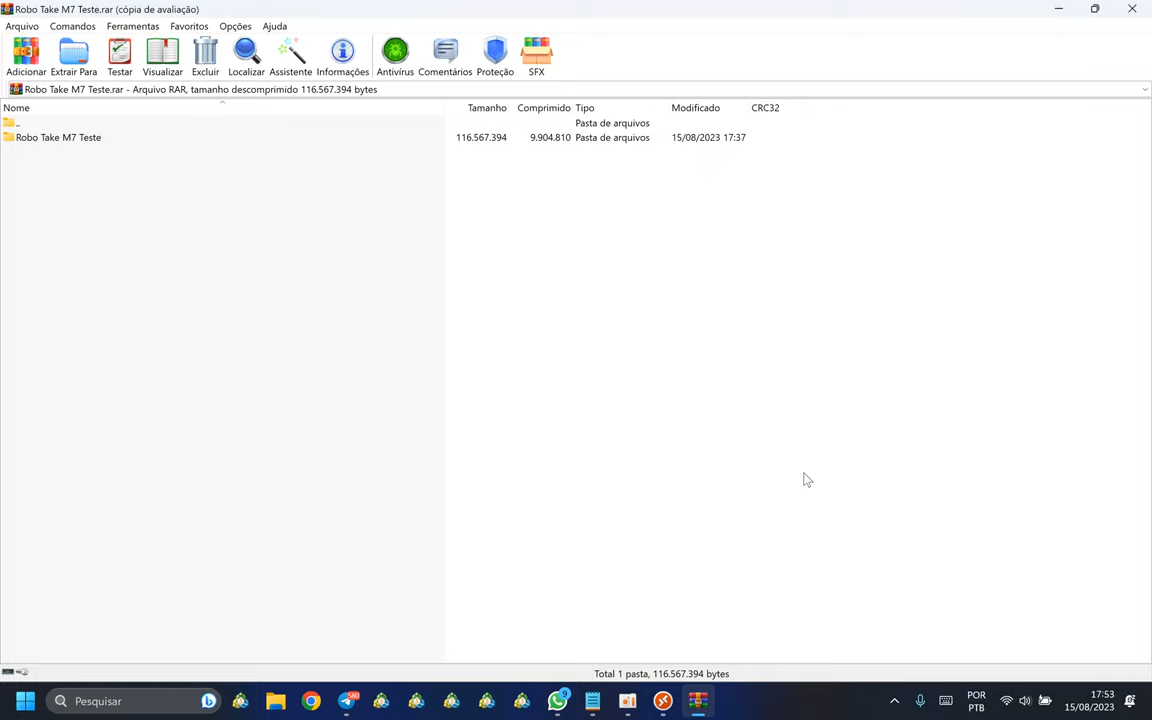 Robo Take M7 Teste.rar (cópia de avaliação)
Arquivo Comandos Ferramentas Favoritos Opções Ajuda
Adicionar Extrair Para Testar Visualizar Excluir Localizar Assistente Informações Antivírus Comentários Proteção SFX
Robo Take M7 Teste.rar - Arquivo RAR, tamanho descomprimido 116.567.394 bytes
Nome Tamanho Comprimido Tipo Modificado CRC32
.. Pasta de arquivos
Robo Take M7 Teste 116.567.394 9.904.810 Pasta de arquivos 15/08/2023 17:37
Total 1 pasta, 116.567.394 bytes
Pesquisar 580 9 POR PTB 17:53
15/08/2023